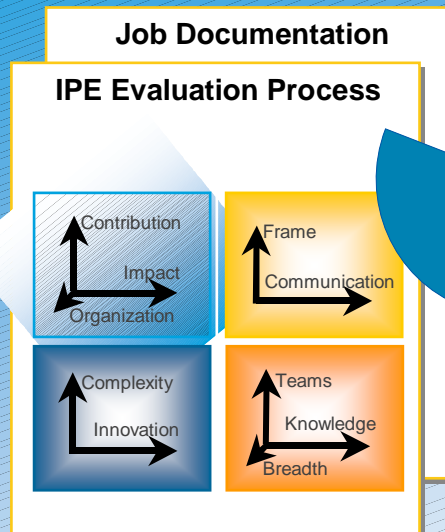 Job Documentation
IPE Evaluation Process
Contribution
Impact
Organization
Frame
Communication
Complexity
Innovation
Teams
Knowledge
Breadth